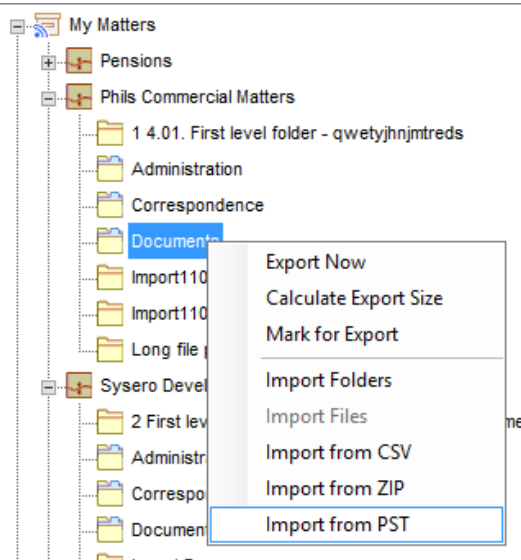 My Matters
Pensions
Phils Commercial Matters
1 4.01. First level folder - qwetyjhnjmtreds
Administration
Correspondence
Documents
Export Now
Import110
Calculate Export Size
Import110
Mark for Export
Long file
Sysero Devel
Import Folders
2 First lev
Import Files
Import from CSV
Administr
Import from ZIP
Correspo
Import from PST
Documen